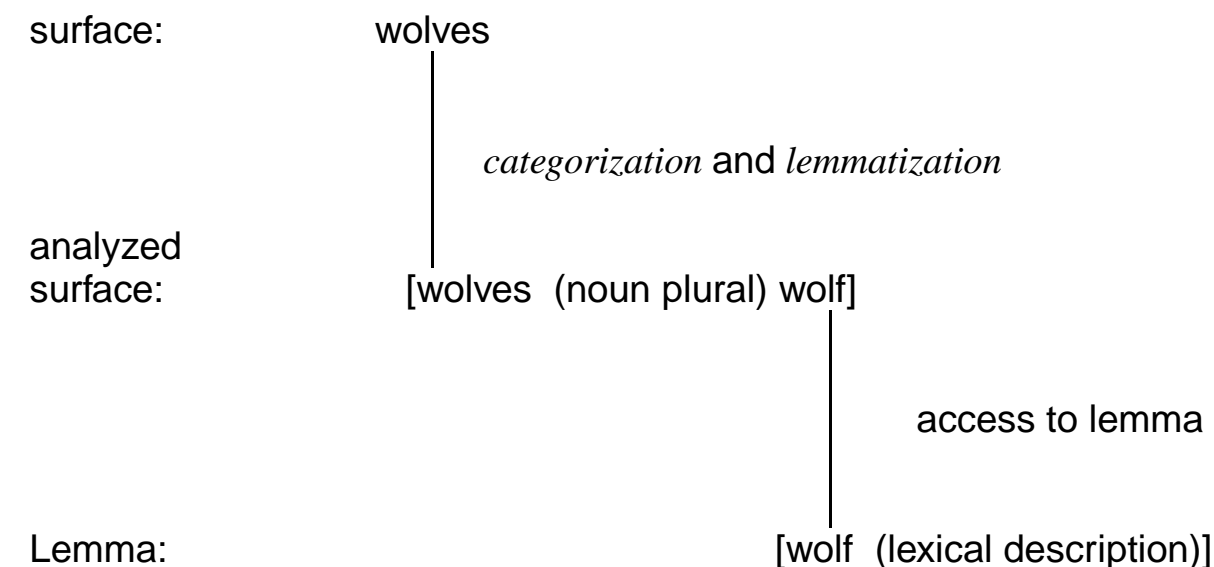 surface: wolves
categorization and lemmatization
analyzed
surface: [wolves (noun plural) wolf]
access to lemma
Lemma: [wolf (lexical description)]